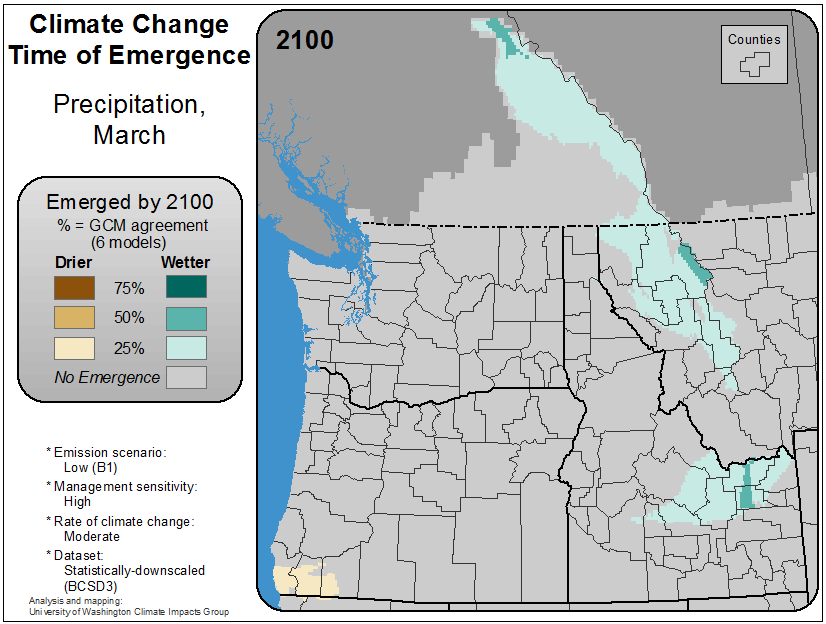 Climate Change
Time of Emergence
Precipitation,
March
Emerged by 2100
% = GCM agreement
(6 models)
Drier Wetter
75%
50%
25%
No Emergence
* Emission scenario:
Low (B1)
* Management sensitivity:
High
* Rate of climate change:
Moderate
* Dataset:
Statistically-downscaled
(BCSD3)
Analysis and mapping:
University of Washington Climate Impacts Group
2100
Counties